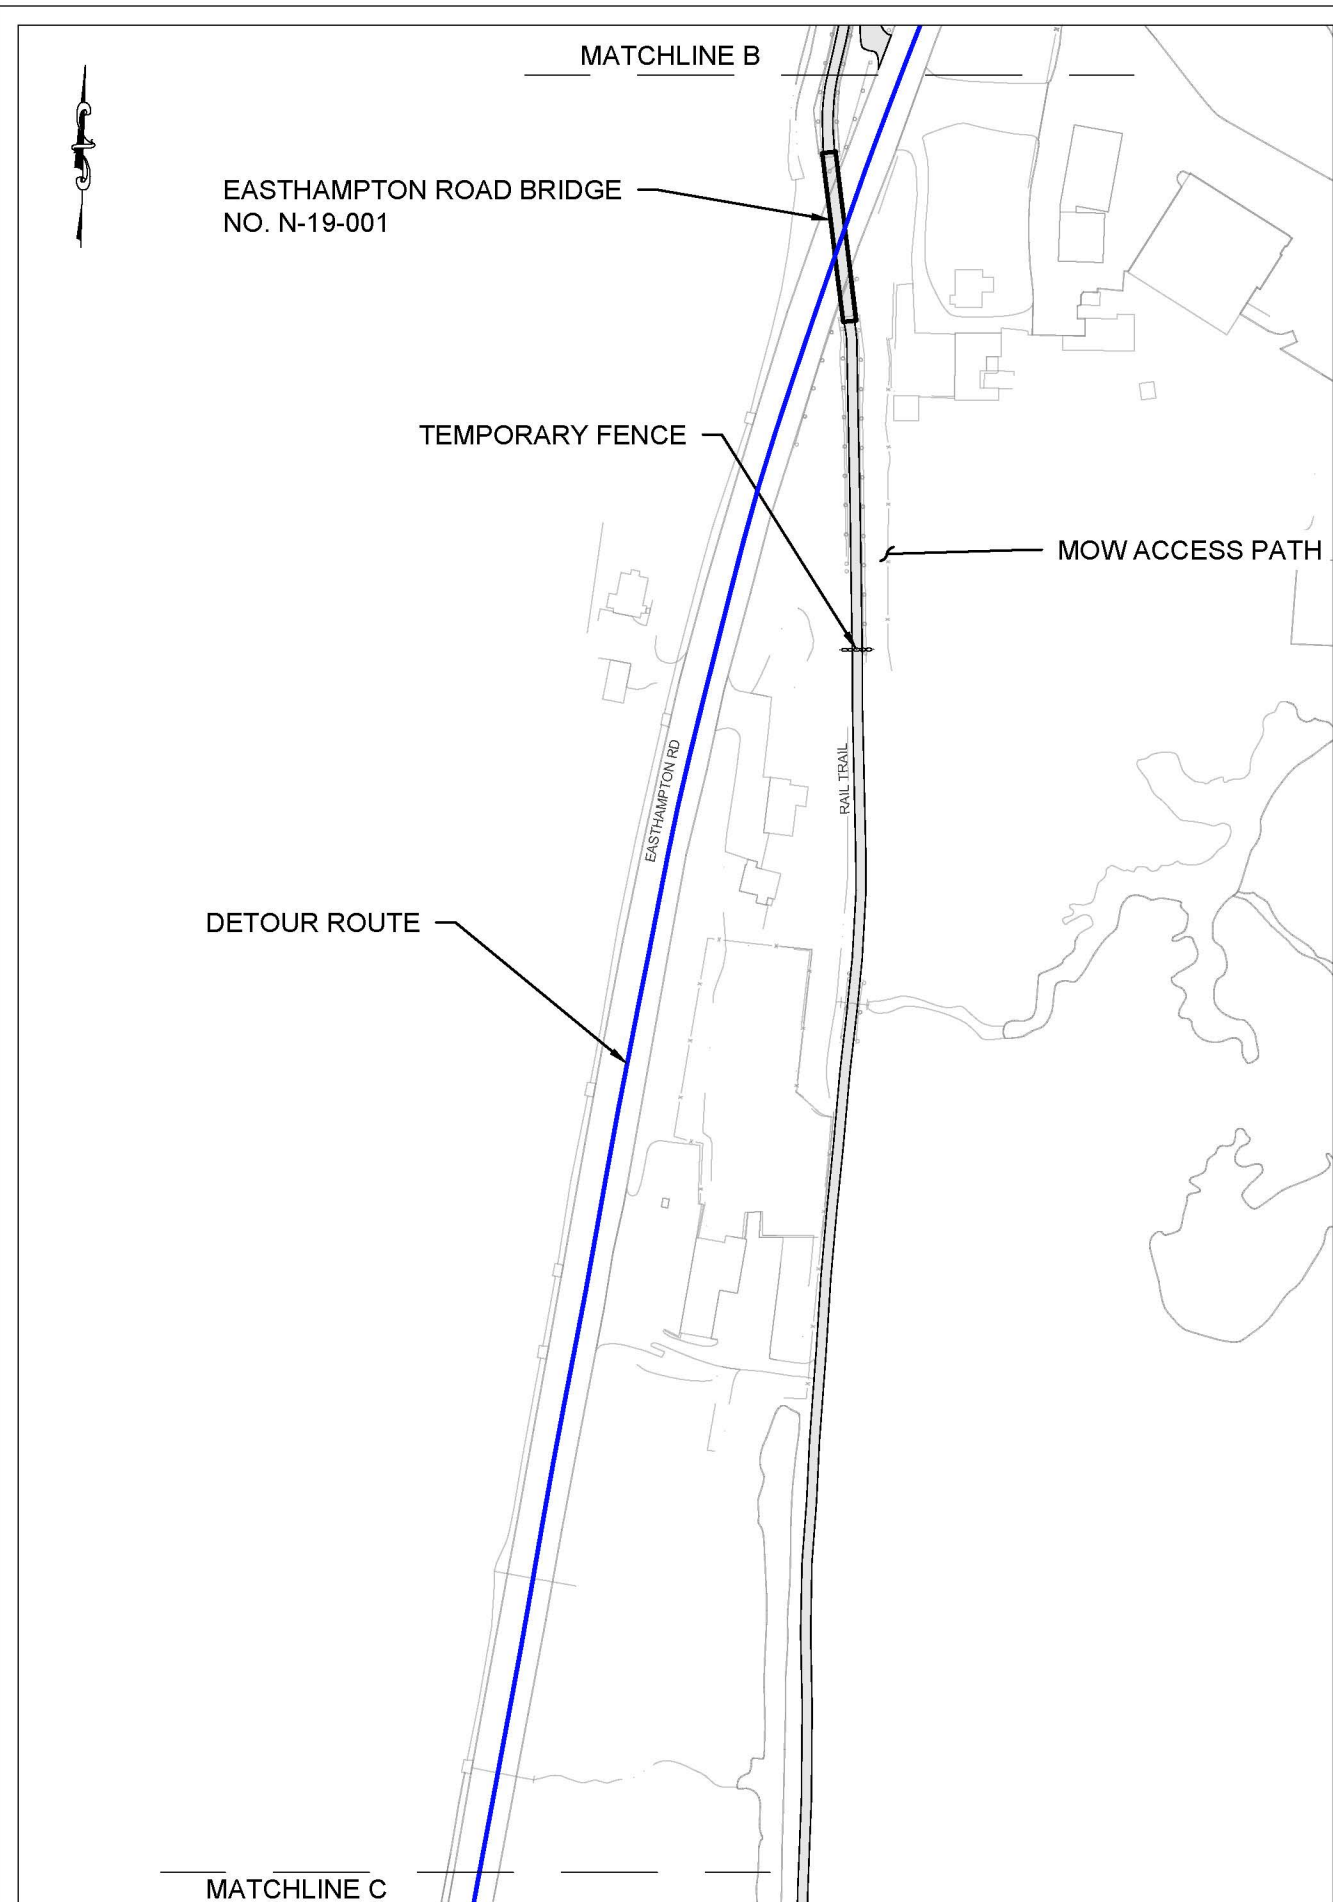 MATCHLINE B
EASTHAMPTON ROAD BRIDGE
NO. N-19-001
TEMPORARY FENCE
MOW ACCESS PATH
EASTHAMPTON RD
RAIL TRAIL
DETOUR ROUTE
MATCHLINE C